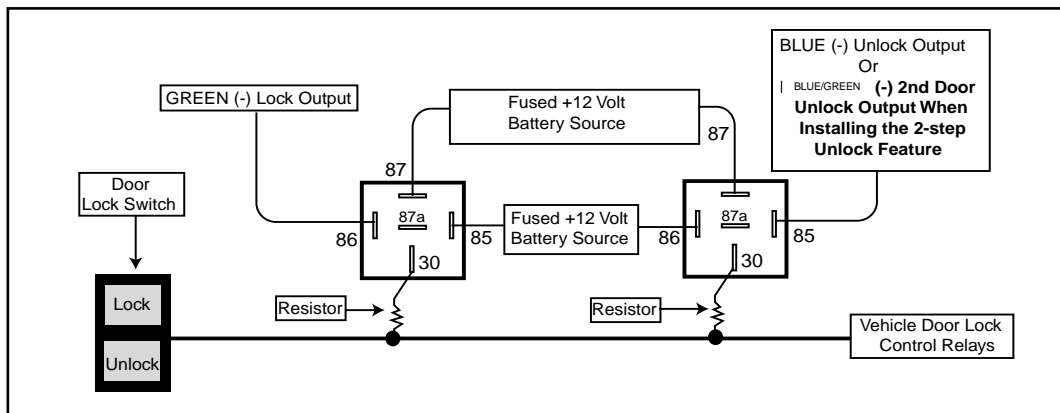 BLUE (-) Unlock Output
Or
| BLUE/GREEN (-) 2nd Door
Unlock Output When
Installing the 2-step
Unlock Feature
GREEN (-) Lock Output
Fused +12 Volt
Battery Source
87
87
Door
Lock Switch
87a
86
85
30
Fused +12 Volt
Battery Source
87a
86
85
30
Lock
Unlock
Resistor
Resistor
Vehicle Door Lock
Control Relays